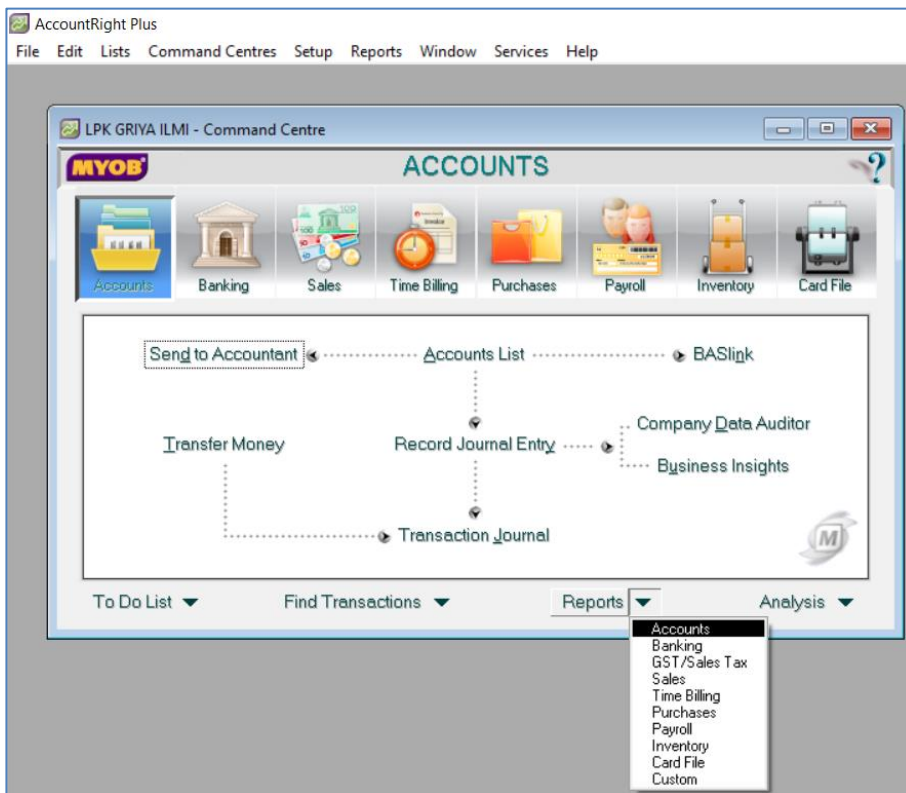 AccountRight Plus
File Edit Lists Command Centres Setup Reports Window Services Help
LPK GRIYA ILMI - Command Centre
MYOB ACCOUNTS ?
Accounts Banking Sales Time Billing Purchases Payroll Inventory Card File
Send to Accountant Accounts List BASlink
Company Data Auditor
Transfer Money Record Journal Entry
Business Insights
Transaction Journal
M
To Do List Find Transactions Reports Analysis
Accounts
Banking
GST/Sales Tax
Sales
Time Billing
Purchases
Payroll
Inventory
Card File
Custom